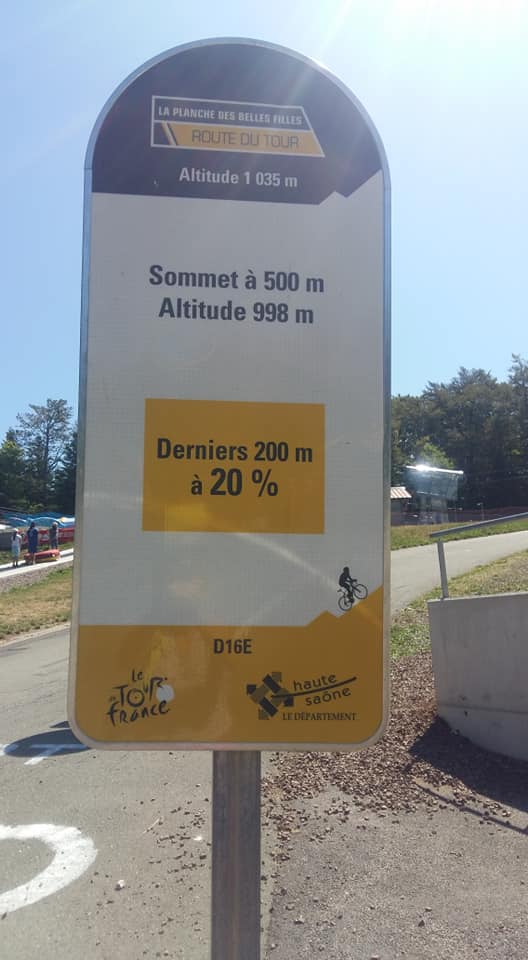 LA PLANCHE DES BELLES FILLES
ROUTE DU TOUR
Altitude 1 035 m
Sommet à 500 m
Altitude 998 m
Derniers 200 m
à 20 %
D16E
le
TOUR
de
france
haute
saône
LE DÉPARTEMENT